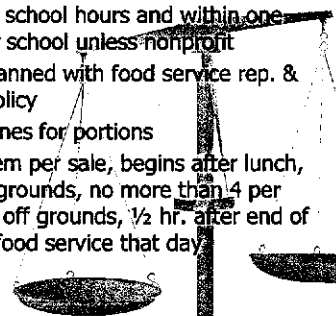 school hours and within one
school unless nonprofit
anned with food service rep. &
olicy
nes for portions
em per sale, begins after lunch,
grounds, no more than 4 per
off grounds, ½ hr. after end of
food service that day